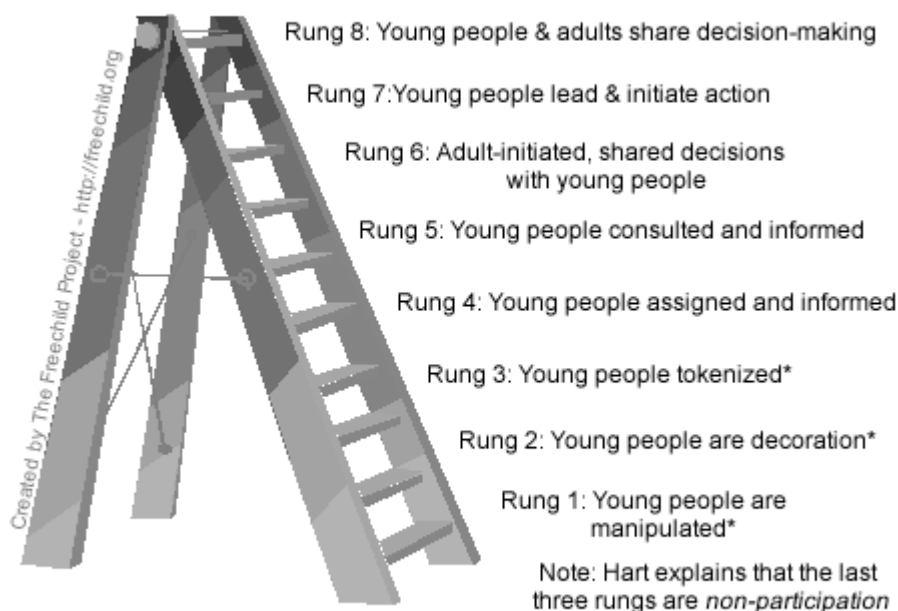 Rung 8: Young people & adults share decision-making
Rung 7:Young people lead & initiate action
Rung 6: Adult-initiated, shared decisions
with young people
Rung 5: Young people consulted and informed
Rung 4: Young people assigned and informed
Rung 3: Young people tokenized*
Rung 2: Young people are decoration*
Rung 1: Young people are
manipulated*
Note: Hart explains that the last
three rungs are non-participation
Created by The Freechild Project - http://freechild.org